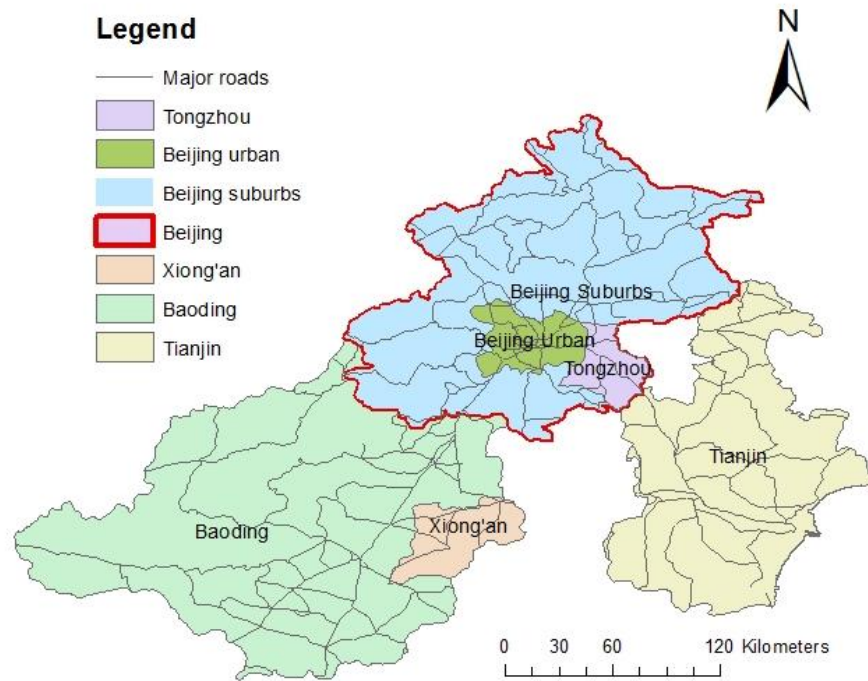 Legend
N
Major roads
Tongzhou
Beijing urban
Beijing suburbs
Beijing
Xiong'an
Baoding
Tianjin
Beijing Suburbs
Beijing Urban
Tongzhou
Tianjin
Xiong'an
Baoding
0 30 60 120 Kilometers